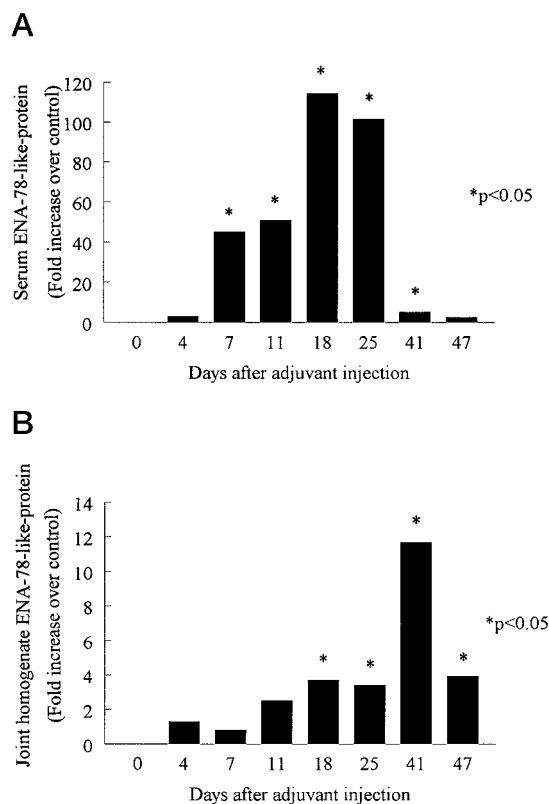 A
Serum ENA-78-like-protein
(Fold increase over control)
120
100
80
60
40
20
0
* * * * *
*p<0.05
0 4 7 11 18 25 41 47
Days after adjuvant injection
B
Joint homogenate ENA-78-like-protein
(Fold increase over control)
14
12
10
8
6
4
2
0
* * * *
*p<0.05
0 4 7 11 18 25 41 47
Days after adjuvant injection